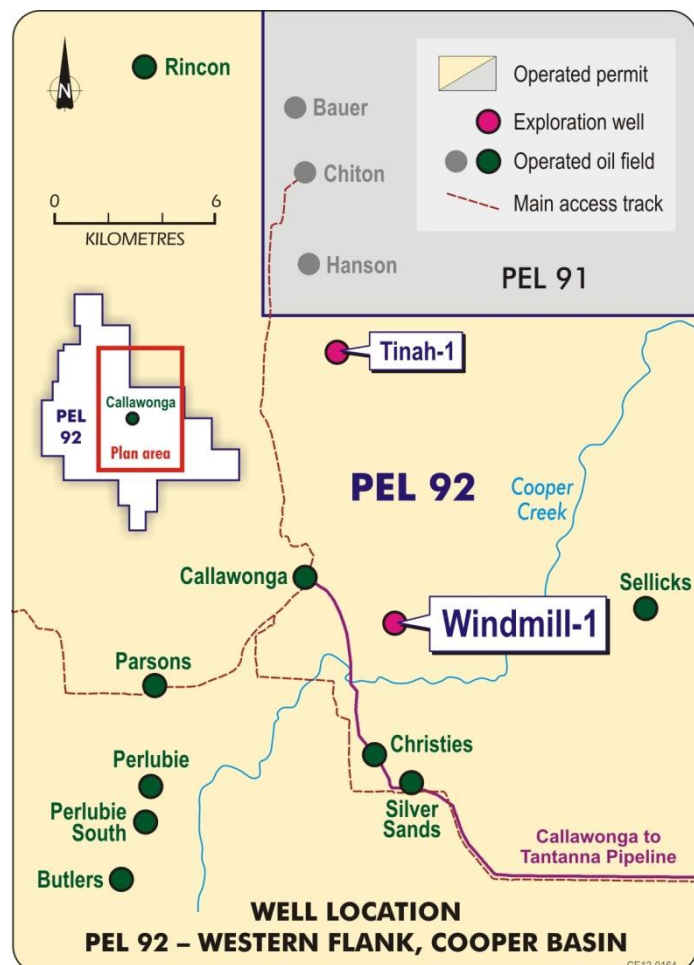 N
Rincon
Bauer
Chiton
Hanson
Operated permit
Exploration well
Operated oil field
Main access track
0 6
KILOMETRES
PEL 91
Tinah-1
Callawonga
PEL
92
Plan area
PEL 92
Cooper
Creek
Callawonga
Sellicks
Windmill-1
Parsons
Christies
Perlubie
Silver
Sands
Perlubie
South
Callawonga to
Tantanna Pipeline
Butlers
WELL LOCATION
PEL 92 – WESTERN FLANK, COOPER BASIN